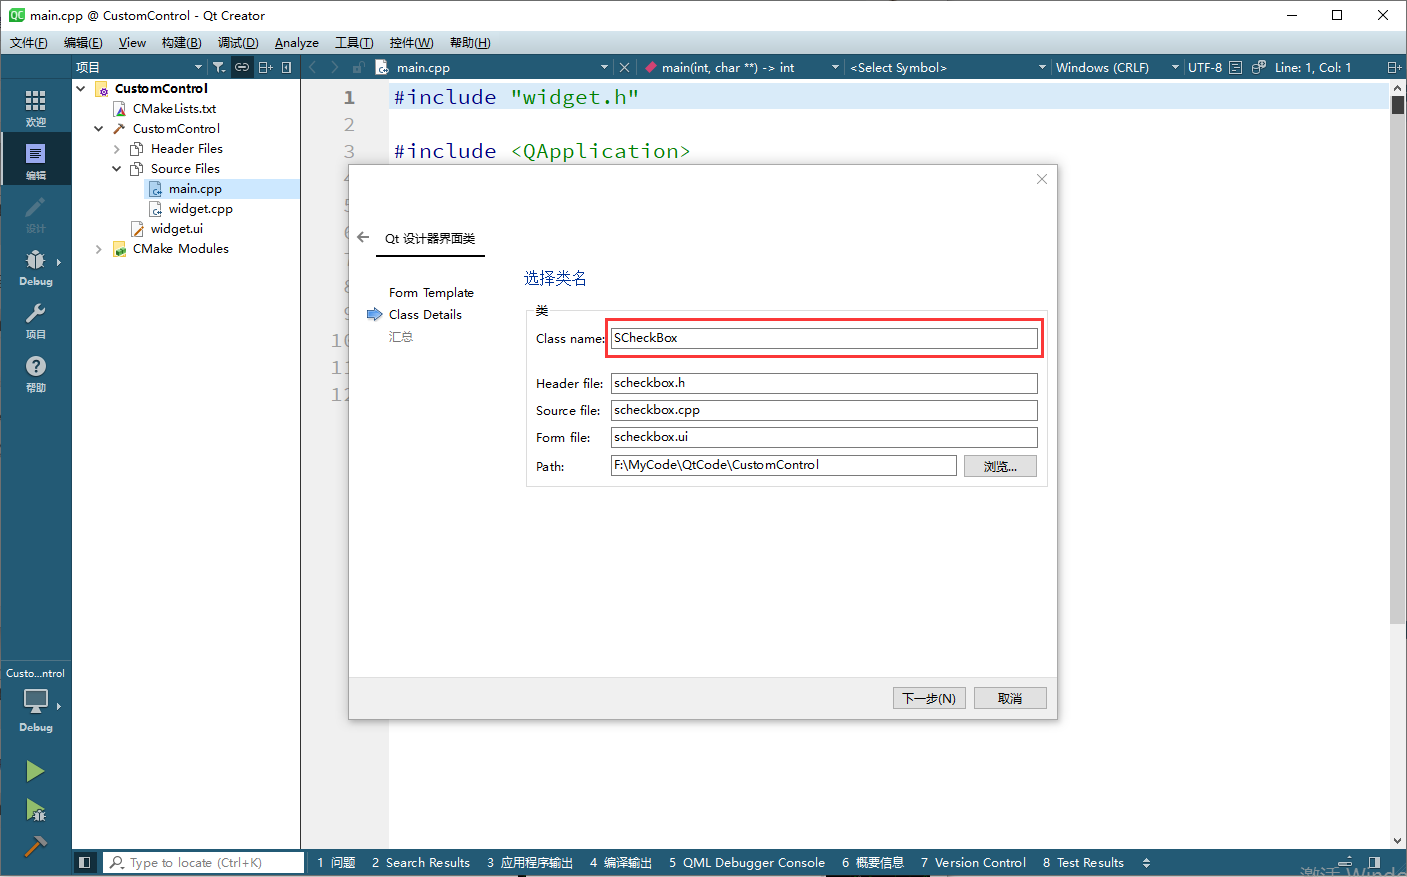 main.cpp @ CustomControl - Qt Creator
文件(F) 编辑(E) View 构建(B) 调试(D) Analyze 工具(T) 控件(W) 帮助(H)
项目 main.cpp main(int, char **) -> int <Select Symbol> Windows (CRLF) UTF-8 Line: 1, Col: 1
欢迎
编辑
设计
Debug
项目
帮助
Custo...ntrol
Debug
CustomControl
CMakeLists.txt
CustomControl
Header Files
Source Files
main.cpp
widget.cpp
widget.ui
CMake Modules
1 #include "widget.h"
2
3 #include <QApplication>
10
11
12
Qt 设计器界面类
Form Template
Class Details
汇总
选择类名
类
Class name: SCheckBox
Header file: scheckbox.h
Source file: scheckbox.cpp
Form file: scheckbox.ui
Path: F:\MyCode\QtCode\CustomControl 浏览...
下一步(N) 取消
Type to locate (Ctrl+K) 1 问题 2 Search Results 3 应用程序输出 4 编译输出 5 QML Debugger Console 6 概要信息 7 Version Control 8 Test Results